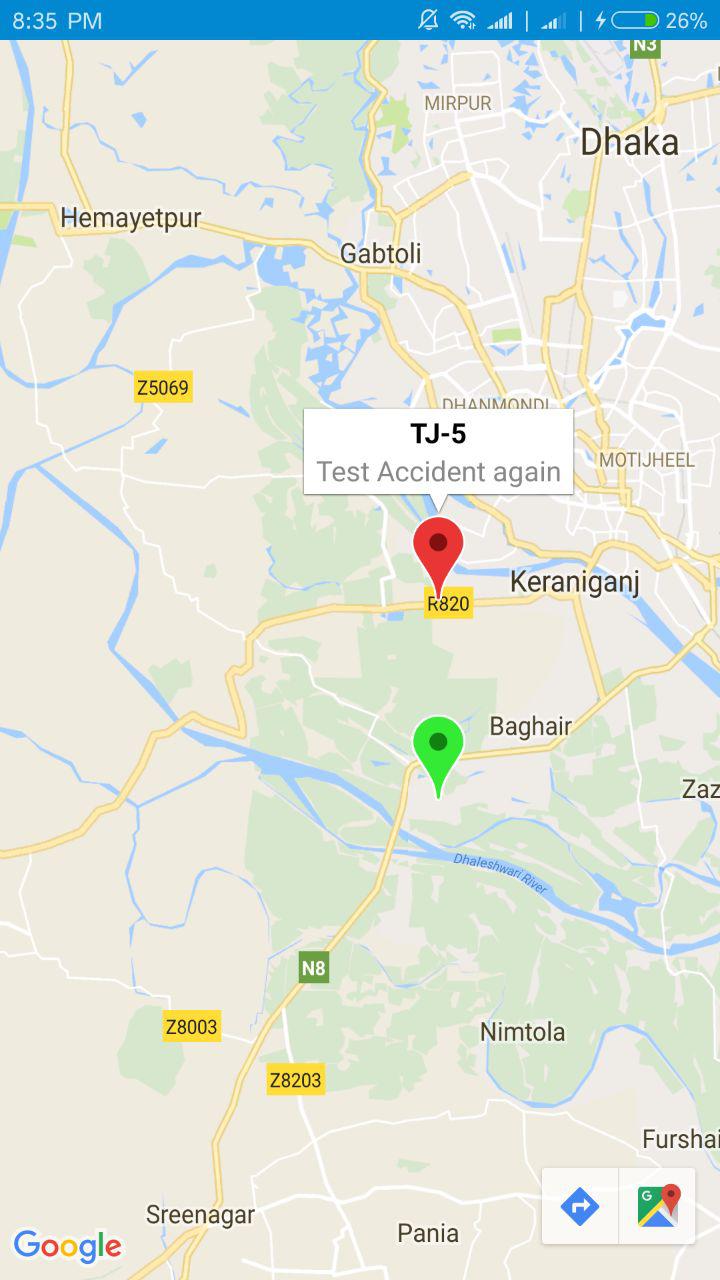 8:35 PM
26%
N3
MIRPUR
Dhaka
Hemayetpur
Gabtoli
Z5069
DHANMONDI
TJ-5
Test Accident again
MOTIJHEEL
Keraniganj
R820
Baghair
Zaz
Dhaleshwari River
N8
Z8003
Nimtola
Z8203
Furshai
Sreenagar
Pania
G
Google